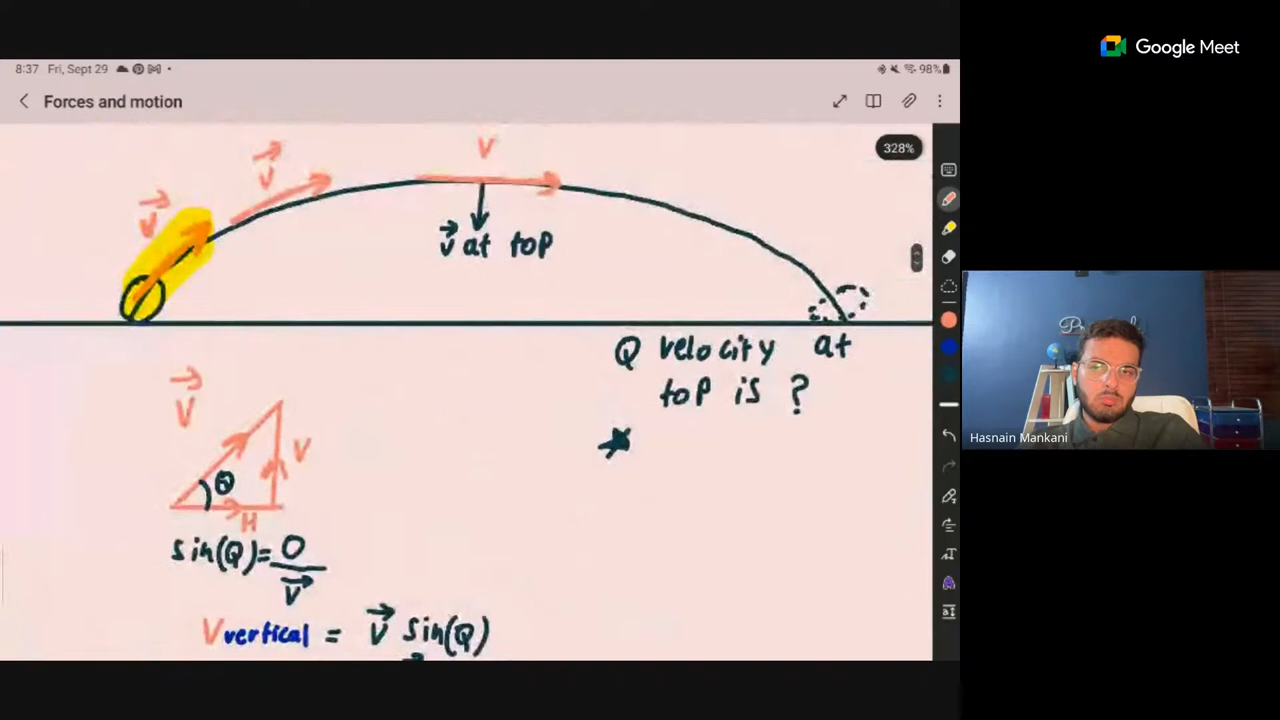 Google Meet
8:37 Fri, Sept 29
98%
Forces and motion
328%
V
V
V
V at top
Q velocity at
top is ?
V
V
Q
H
sin(Q)= O
V
Vvertical = V sin(Q)
Hasnain Mankani